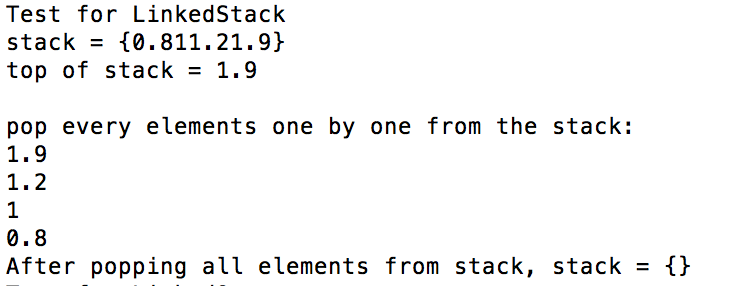 Test for LinkedStack
stack = {0.811.21.9}
top of stack = 1.9
pop every elements one by one from the stack:
1.9
1.2
1
0.8
After popping all elements from stack, stack = {}